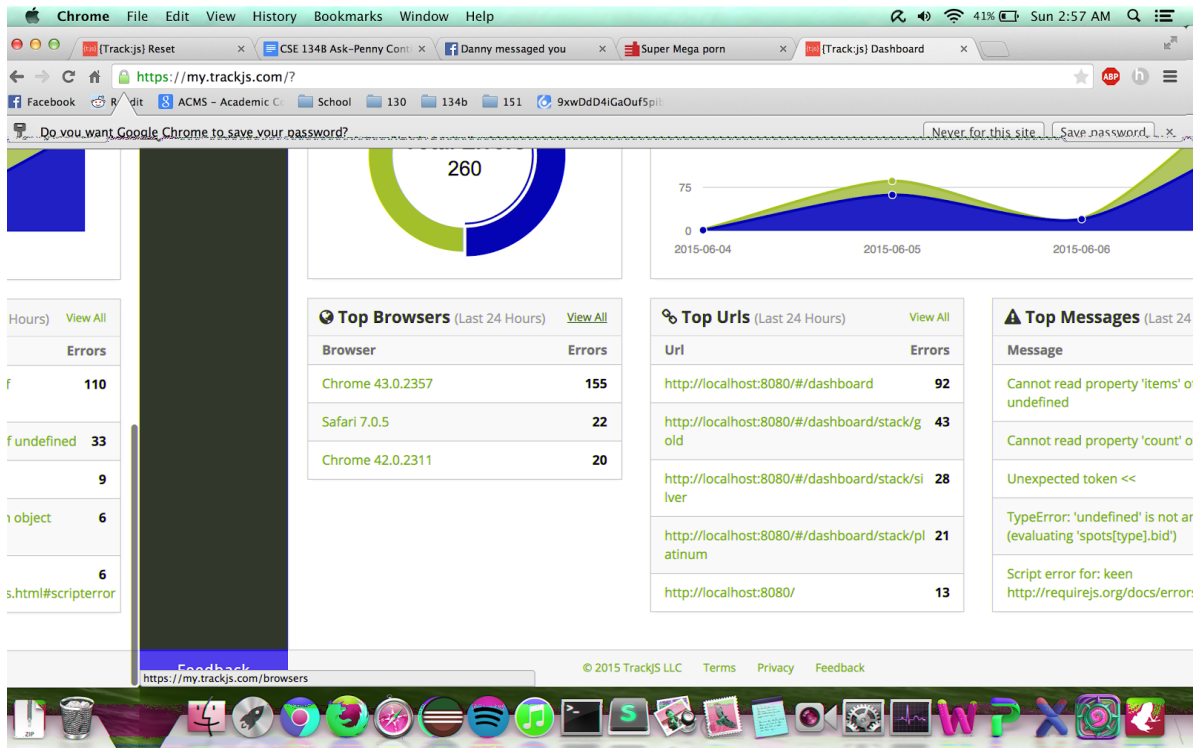 Chrome File Edit View History Bookmarks Window Help 41% Sun 2:57 AM
{Track:js} Reset CSE 134B Ask-Penny Cont Danny messaged you Super Mega porn {Track:js} Dashboard
https://my.trackjs.com/?
ABP
Facebook ACMS - Academic Cc School 130 134b 151 9xwDdD4iGaOuf5pib
Do you want Google Chrome to save your password? Never for this site Save password
260
75
0
2015-06-04 2015-06-05 2015-06-06
Hours) View All Top Browsers (Last 24 Hours) View All Top Urls (Last 24 Hours) View All Top Messages (Last 24
Errors Browser Errors Url Errors Message
110 Chrome 43.0.2357 155 http://localhost:8080/#/dashboard 92 Cannot read property 'items' of
undefined
f undefined 33 Safari 7.0.5 22 http://localhost:8080/#/dashboard/stack/g 43 Cannot read property 'count' o
old
9 Chrome 42.0.2311 20 http://localhost:8080/#/dashboard/stack/si 28 Unexpected token <<
lver
object 6 http://localhost:8080/#/dashboard/stack/pl 21 TypeError: 'undefined' is not an
atinum (evaluating 'spots[type].bid')
6 Script error for: keen
s.html#scripterror http://localhost:8080/ 13 http://requirejs.org/docs/errors
Feedback © 2015 TrackJS LLC Terms Privacy Feedback
https://my.trackjs.com/browsers
ZIP